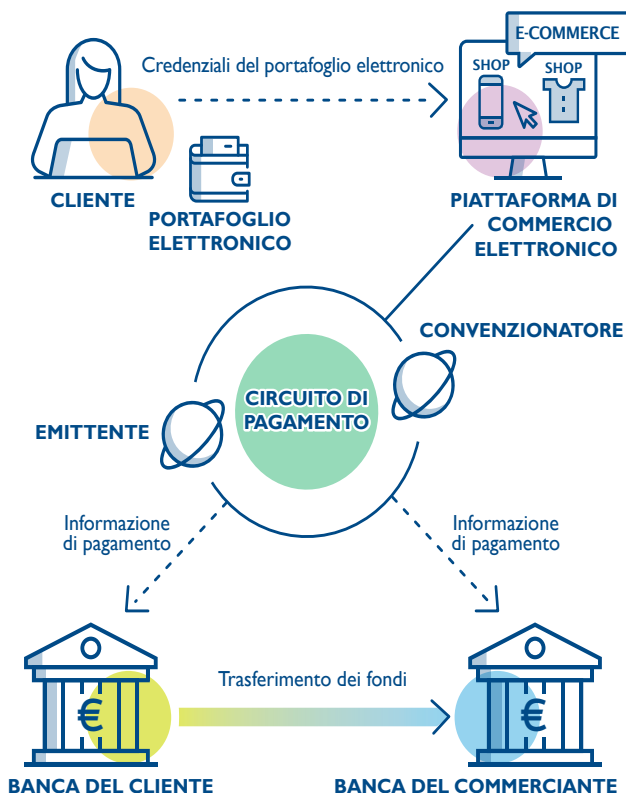 E-COMMERCE
SHOP SHOP
Credenziali del portafoglio elettronico
CLIENTE
PORTAFOGLIO
ELETTRONICO
PIATTAFORMA DI
COMMERCIO
ELETTRONICO
CONVENZIONATORE
CIRCUITO DI
PAGAMENTO
EMITTENTE
Informazione
di pagamento
Informazione
di pagamento
Trasferimento dei fondi
€
€
BANCA DEL CLIENTE
BANCA DEL COMMERCIANTE